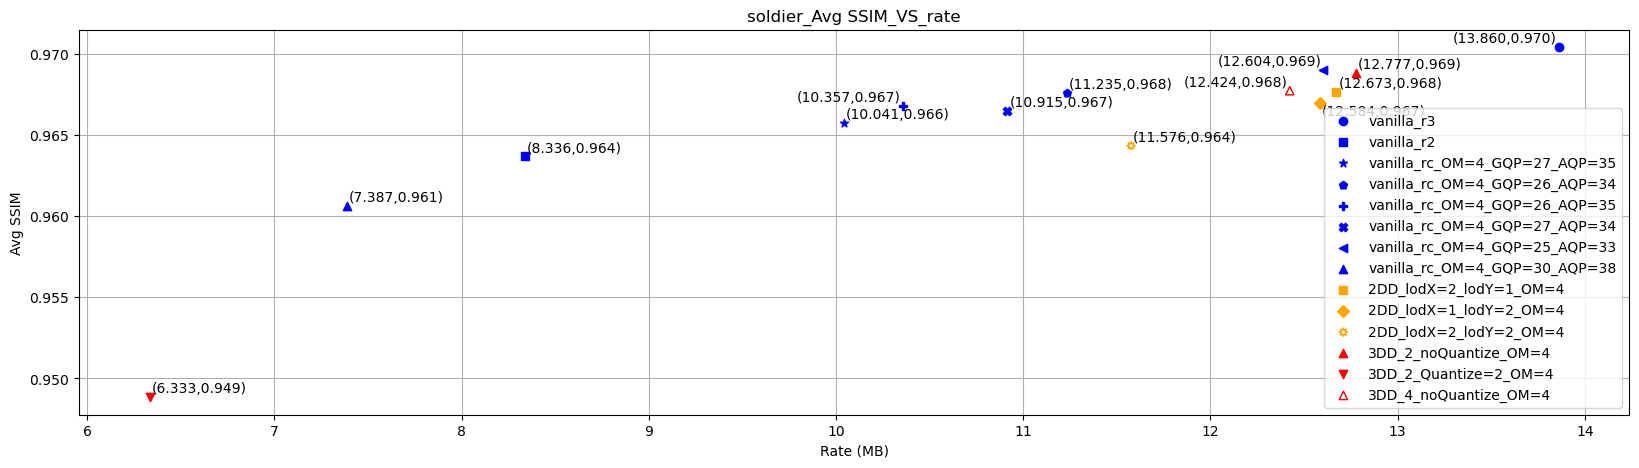 soldier_Avg SSIM_VS_rate
Avg SSIM
0.970
0.965
0.960
0.955
0.950
(13.860,0.970)
(12.604,0.969)
(12.777,0.969)
(12.424,0.968)
(12.673,0.968)
(11.235,0.968)
(10.357,0.967)
(10.915,0.967)
(10.041,0.966)
(12.584,0.967)
(11.576,0.964)
(8.336,0.964)
(7.387,0.961)
(6.333,0.949)
vanilla_r3
vanilla_r2
vanilla_rc_OM=4_GQP=27_AQP=35
vanilla_rc_OM=4_GQP=26_AQP=34
vanilla_rc_OM=4_GQP=26_AQP=35
vanilla_rc_OM=4_GQP=27_AQP=34
vanilla_rc_OM=4_GQP=25_AQP=33
vanilla_rc_OM=4_GQP=30_AQP=38
2DD_lodX=2_lodY=1_OM=4
2DD_lodX=1_lodY=2_OM=4
2DD_lodX=2_lodY=2_OM=4
3DD_2_noQuantize_OM=4
3DD_2_Quantize=2_OM=4
3DD_4_noQuantize_OM=4
6 7 8 9 10 11 12 13 14
Rate (MB)